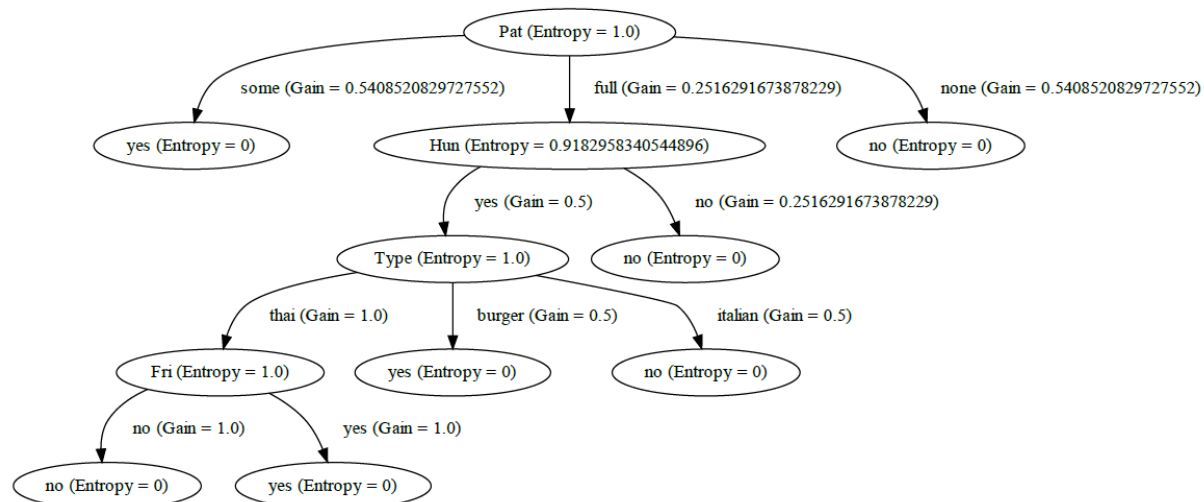 Pat (Entropy = 1.0)
some (Gain = 0.5408520829727552)
full (Gain = 0.2516291673878229)
none (Gain = 0.5408520829727552)
yes (Entropy = 0)
Hun (Entropy = 0.9182958340544896)
no (Entropy = 0)
yes (Gain = 0.5)
no (Gain = 0.2516291673878229)
Type (Entropy = 1.0)
no (Entropy = 0)
thai (Gain = 1.0)
burger (Gain = 0.5)
italian (Gain = 0.5)
Fri (Entropy = 1.0)
yes (Entropy = 0)
no (Entropy = 0)
no (Gain = 1.0)
yes (Gain = 1.0)
no (Entropy = 0)
yes (Entropy = 0)